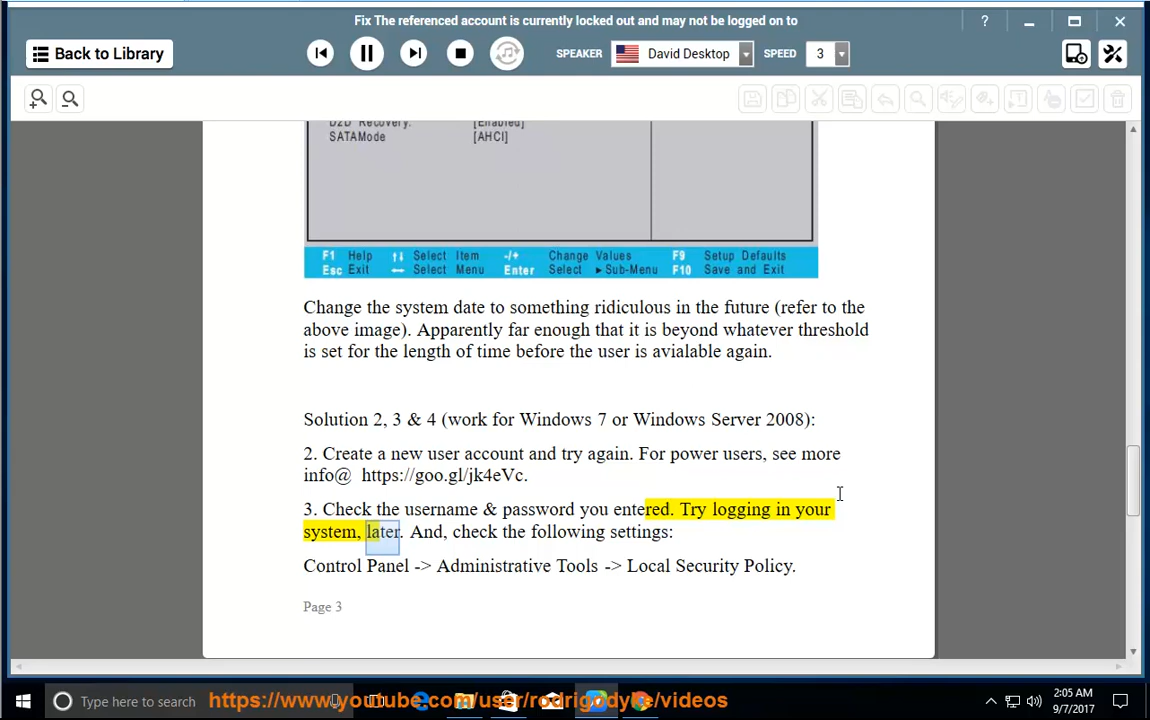 Fix The referenced account is currently locked out and may not be logged on to
?
Back to Library
SPEAKER
David Desktop
SPEED
3
D2D Recovery: [Enabled]
SATAMode [AHCI]
F1 Help ↑↓ Select Item -/+ Change Values F9 Setup Defaults
Esc Exit ↔ Select Menu Enter Select ▸Sub-Menu F10 Save and Exit
Change the system date to something ridiculous in the future (refer to the
above image). Apparently far enough that it is beyond whatever threshold
is set for the length of time before the user is avialable again.
Solution 2, 3 & 4 (work for Windows 7 or Windows Server 2008):
2. Create a new user account and try again. For power users, see more
info@ https://goo.gl/jk4eVc.
3. Check the username & password you entered. Try logging in your
system, later. And, check the following settings:
Control Panel -> Administrative Tools -> Local Security Policy.
Page 3
Type here to search
https://www.youtube.com/user/rodrigodyke/videos
2:05 AM
9/7/2017